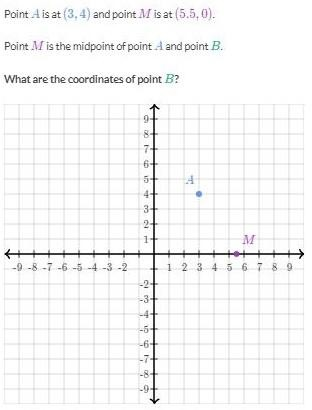 Point A is at (3, 4) and point M is at (5.5, 0).
Point M is the midpoint of point A and point B.
What are the coordinates of point B?
9
8
7
6
5
A
4
3
2
1
M
-9 -8 -7 -6 -5 -4 -3 -2 1 2 3 4 5 6 7 8 9
-2
-3
-4
-5
-6
-7
-8
-9